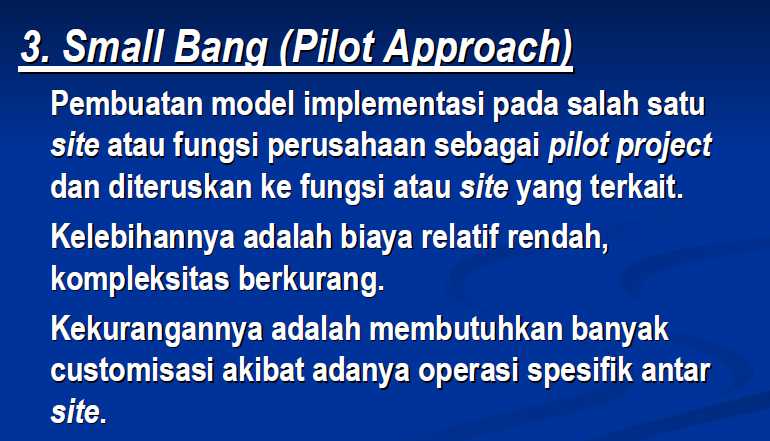 3. Small Bang (Pilot Approach)
Pembuatan model implementasi pada salah satu
site atau fungsi perusahaan sebagai pilot project
dan diteruskan ke fungsi atau site yang terkait.
Kelebihannya adalah biaya relatif rendah,
kompleksitas berkurang.
Kekurangannya adalah membutuhkan banyak
customisasi akibat adanya operasi spesifik antar
site.